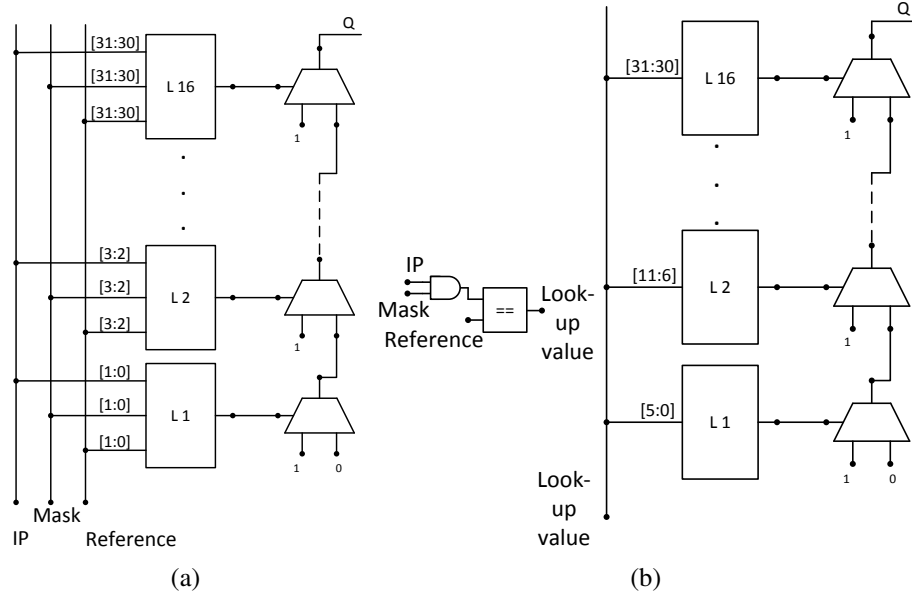 Q
[31:30]
[31:30]
L 16
[31:30]
1
[3:2]
[3:2]
L 2
[3:2]
1
[1:0]
[1:0]
L 1
[1:0]
1 0
IP
Mask
Reference
(a)
IP
Mask
Reference
==
Look-
up
value
Q
[31:30]
L 16
1
[11:6]
L 2
1
[5:0]
L 1
1 0
Look-
up
value
(b)